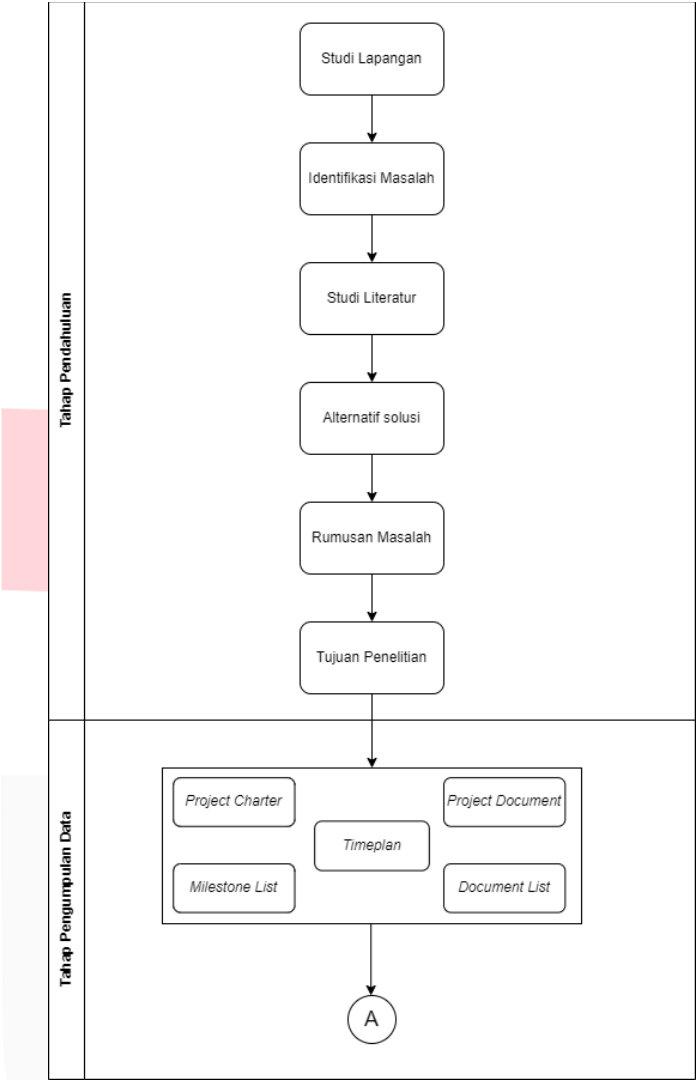 Tahap Pendahuluan
Studi Lapangan
Identifikasi Masalah
Studi Literatur
Alternatif solusi
Rumusan Masalah
Tujuan Penelitian
Tahap Pengumpulan Data
Project Charter
Project Document
Timeplan
Milestone List
Document List
A